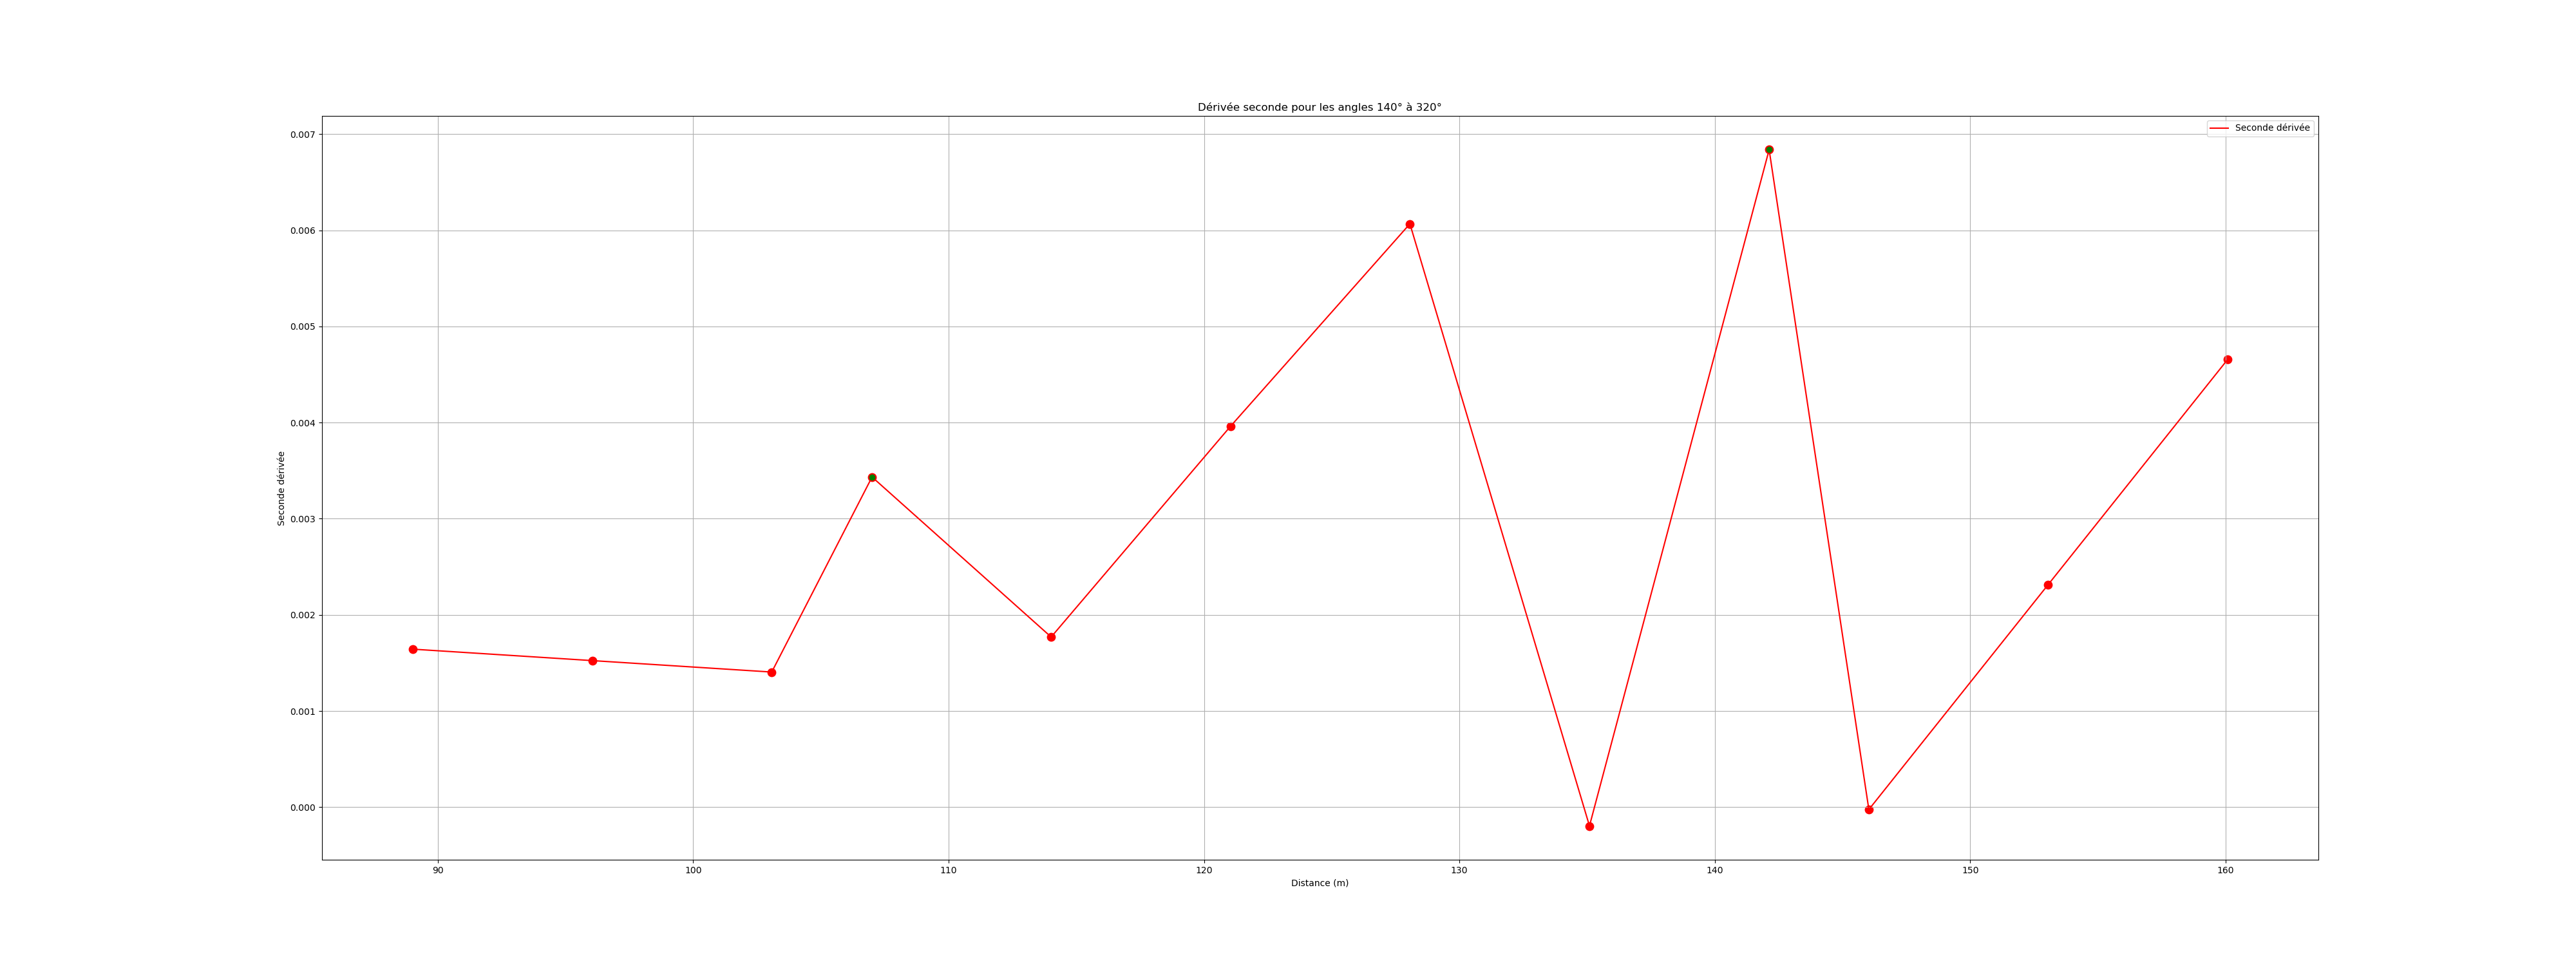 Dérivée seconde pour les angles 140° à 320°
Seconde dérivée
0.007
0.006
0.005
0.004
0.003
0.002
0.001
0.000
Seconde dérivée
90 100 110 120 130 140 150 160
Distance (m)